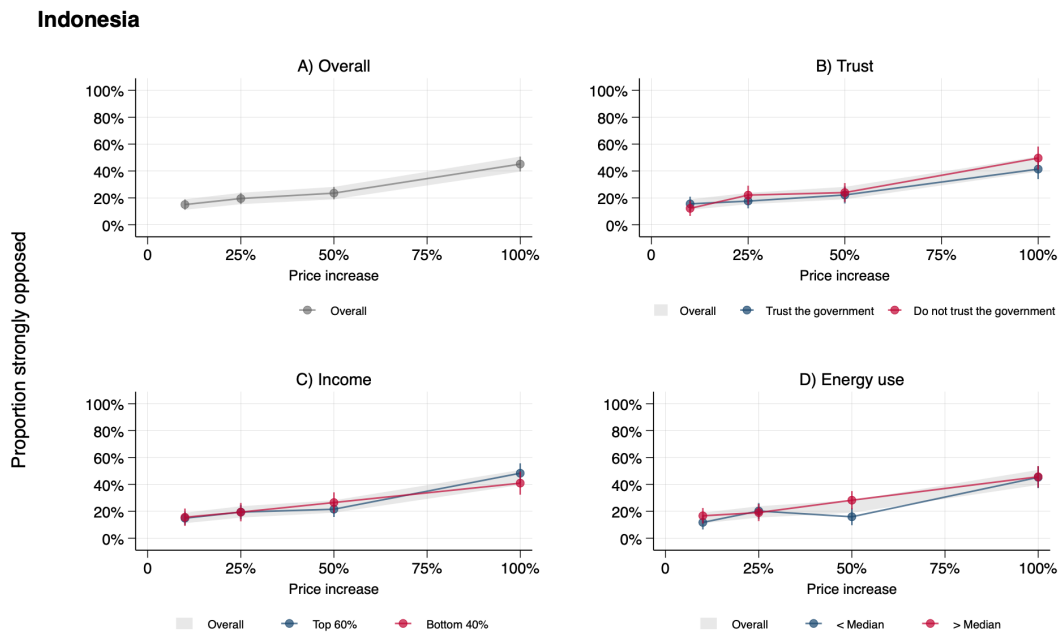 Indonesia
Proportion strongly opposed
A) Overall
100%
80%
60%
40%
20%
0%
0 25% 50% 75% 100%
Price increase
Overall
B) Trust
100%
80%
60%
40%
20%
0%
0 25% 50% 75% 100%
Price increase
Overall Trust the government Do not trust the government
C) Income
100%
80%
60%
40%
20%
0%
0 25% 50% 75% 100%
Price increase
Overall Top 60% Bottom 40%
D) Energy use
100%
80%
60%
40%
20%
0%
0 25% 50% 75% 100%
Price increase
Overall < Median > Median